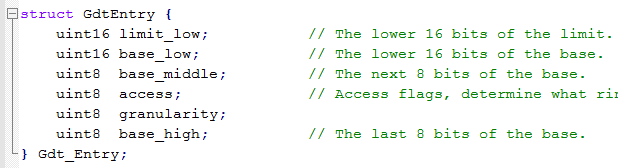 struct GdtEntry {
uint16 limit_low; // The lower 16 bits of the limit.
uint16 base_low; // The lower 16 bits of the base.
uint8 base_middle; // The next 8 bits of the base.
uint8 access; // Access flags, determine what
uint8 granularity;
uint8 base_high; // The last 8 bits of the base.
} Gdt_Entry;